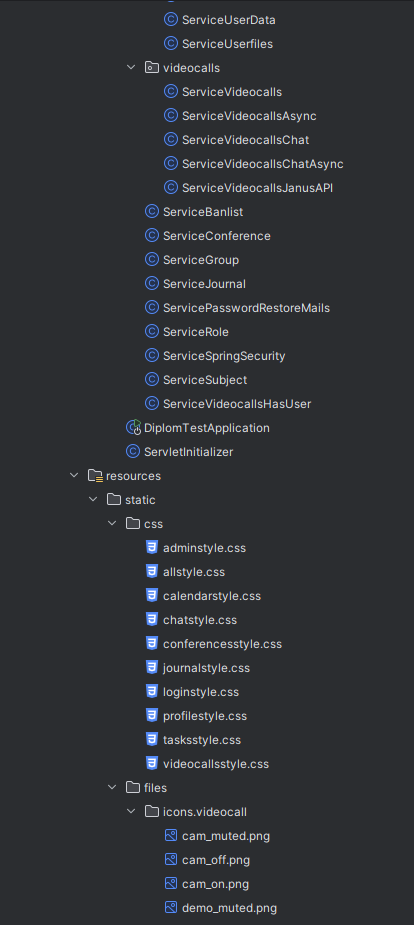 ServiceUserData
ServiceUserfiles
videocalls
ServiceVideocalls
ServiceVideocallsAsync
ServiceVideocallsChat
ServiceVideocallsChatAsync
ServiceVideocallsJanusAPI
ServiceBanlist
ServiceConference
ServiceGroup
ServiceJournal
ServicePasswordRestoreMails
ServiceRole
ServiceSpringSecurity
ServiceSubject
ServiceVideocallsHasUser
DiplomTestApplication
ServletInitializer
resources
static
css
adminstyle.css
allstyle.css
calendarstyle.css
chatstyle.css
conferencesstyle.css
journalstyle.css
loginstyle.css
profilestyle.css
tasksstyle.css
videocallsstyle.css
files
icons.videocall
cam_muted.png
cam_off.png
cam_on.png
demo_muted.png